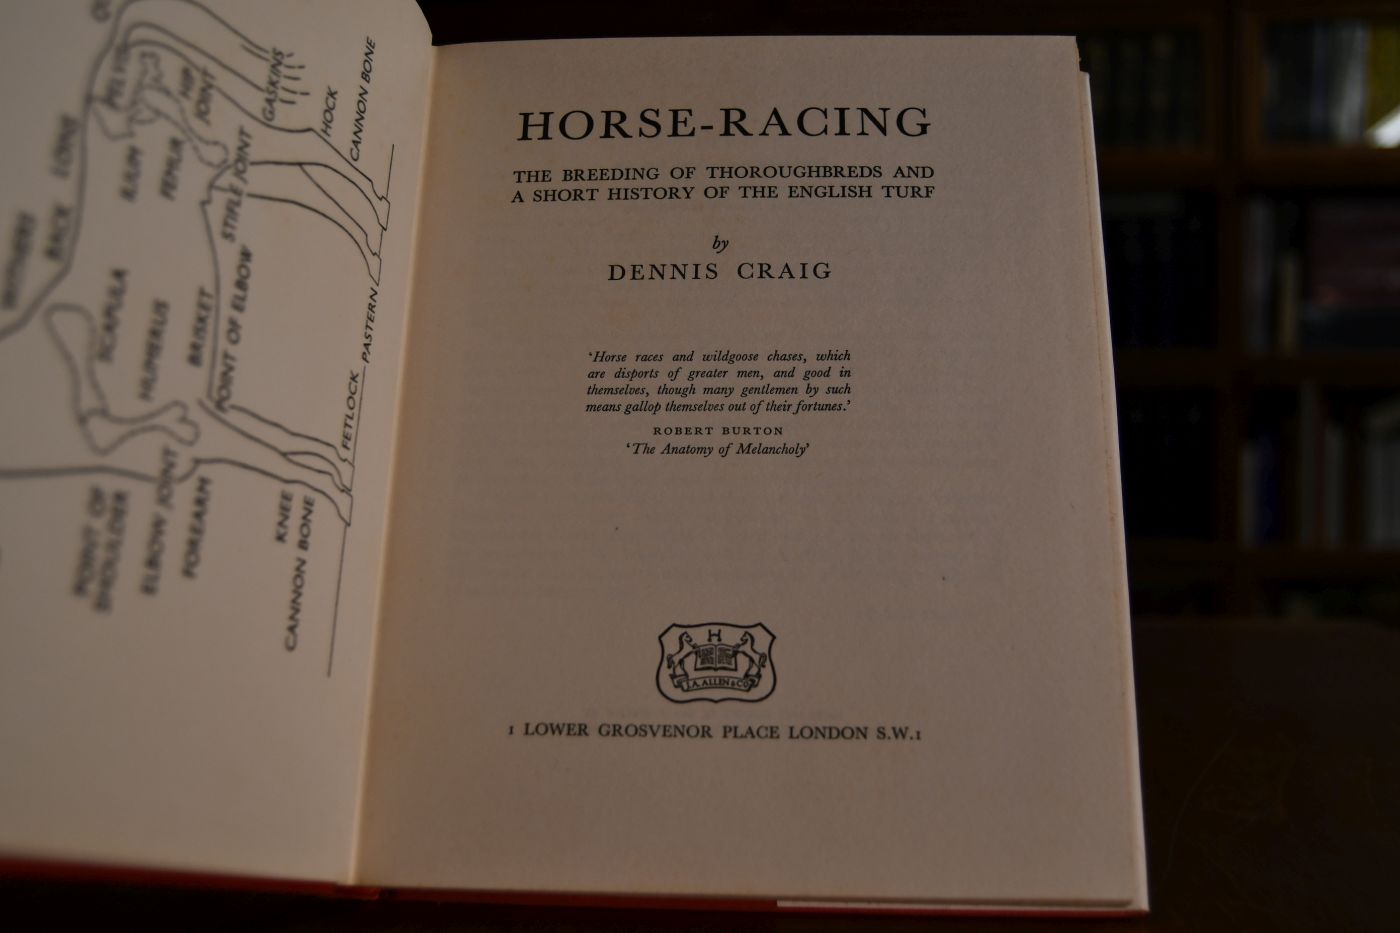 PELVIS
HIP
JOINT
GASKINS
HOCK
CANNON BONE
WITHERS
BACK
LOINS
FEMUR
STIFLE JOINT
SCAPULA
HUMERUS
BRISKET
POINT OF ELBOW
PASTERN
FETLOCK
POINT OF
SHOULDER
ELBOW JOINT
FOREARM
KNEE
CANNON BONE
HORSE-RACING
THE BREEDING OF THOROUGHBREDS AND
A SHORT HISTORY OF THE ENGLISH TURF
by
DENNIS CRAIG
'Horse races and wildgoose chases, which
are disports of greater men, and good in
themselves, though many gentlemen by such
means gallop themselves out of their fortunes.'
ROBERT BURTON
'The Anatomy of Melancholy'
H
J. A. ALLEN & CO
1 LOWER GROSVENOR PLACE LONDON S.W.1